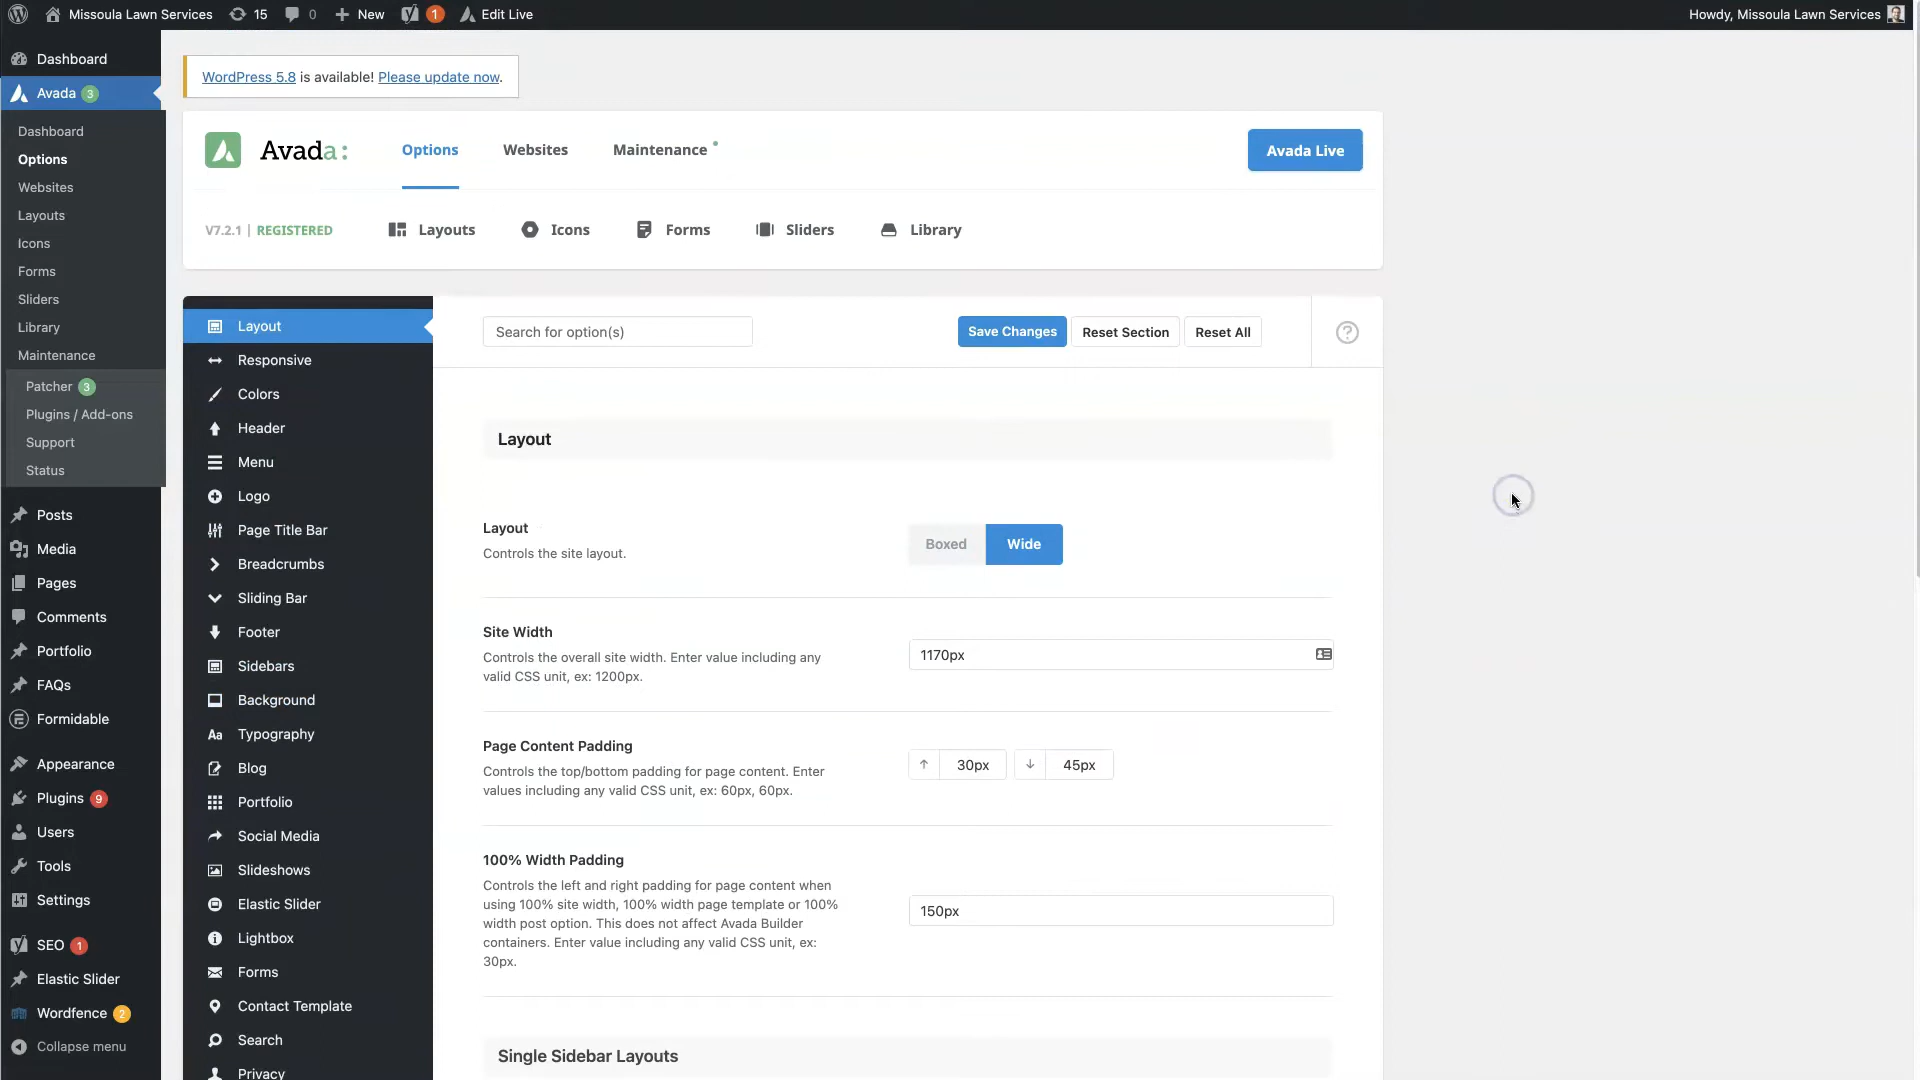 Missoula Lawn Services
15
0
New
1
Edit Live
Howdy, Missoula Lawn Services
Dashboard
Avada 3
Dashboard
Options
Websites
Layouts
Icons
Forms
Sliders
Library
Maintenance
Patcher 3
Plugins / Add-ons
Support
Status
Posts
Media
Pages
Comments
Portfolio
FAQs
Formidable
Appearance
Plugins 9
Users
Tools
Settings
SEO 1
Elastic Slider
Wordfence 2
Collapse menu
WordPress 5.8 is available! Please update now.
Avada:
Options
Websites
Maintenance
Avada Live
V7.2.1 | REGISTERED
Layouts
Icons
Forms
Sliders
Library
Layout
Responsive
Colors
Header
Menu
Logo
Page Title Bar
Breadcrumbs
Sliding Bar
Footer
Sidebars
Background
Aa Typography
Blog
Portfolio
Social Media
Slideshows
Elastic Slider
Lightbox
Forms
Contact Template
Search
Privacy
Search for option(s)
Save Changes
Reset Section
Reset All
Layout
Layout
Controls the site layout.
Boxed
Wide
Site Width
Controls the overall site width. Enter value including any
valid CSS unit, ex: 1200px.
1170px
Page Content Padding
Controls the top/bottom padding for page content. Enter
values including any valid CSS unit, ex: 60px, 60px.
30px
45px
100% Width Padding
Controls the left and right padding for page content when
using 100% site width, 100% width page template or 100%
width post option. This does not affect Avada Builder
containers. Enter value including any valid CSS unit, ex:
30px.
150px
Single Sidebar Layouts